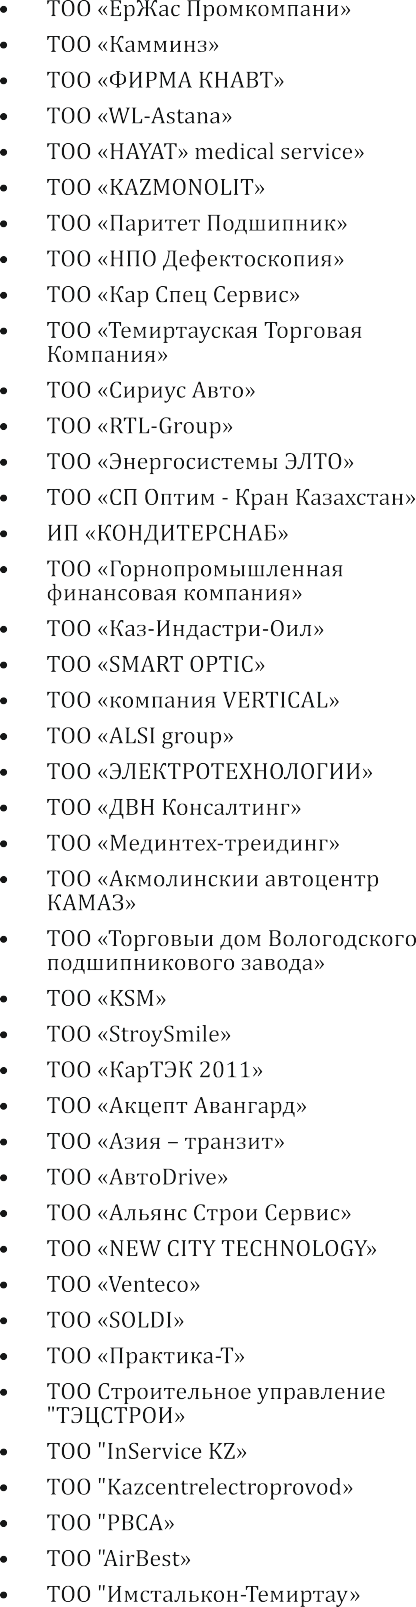 • ТОО «ЕрЖас Промкомпани»
• ТОО «Камминз»
• ТОО «ФИРМА КНАВТ»
• ТОО «WL-Astana»
• ТОО «HAYAT» medical service»
• ТОО «KAZMONOLIT»
• ТОО «Паритет Подшипник»
• ТОО «НПО Дефектоскопия»
• ТОО «Кар Спец Сервис»
• ТОО «Темиртауская Торговая
Компания»
• ТОО «Сириус Авто»
• ТОО «RTL-Group»
• ТОО «Энергосистемы ЭЛТО»
• ТОО «СП Оптим - Кран Казахстан»
• ИП «КОНДИТЕРСНАБ»
• ТОО «Горнопромышленная
финансовая компания»
• ТОО «Каз-Индастри-Оил»
• ТОО «SMART OPTIC»
• ТОО «компания VERTICAL»
• ТОО «ALSI group»
• ТОО «ЭЛЕКТРОТЕХНОЛОГИИ»
• ТОО «ДВН Консалтинг»
• ТОО «Мединтех-треидинг»
• ТОО «Акмолинскии автоцентр
КАМАЗ»
• ТОО «Торговыи дом Вологодского
подшипникового завода»
• ТОО «KSM»
• ТОО «StroySmile»
• ТОО «КарТЭК 2011»
• ТОО «Акцепт Авангард»
• ТОО «Азия – транзит»
• ТОО «АвтоDrive»
• ТОО «Альянс Строи Сервис»
• ТОО «NEW CITY TECHNOLOGY»
• ТОО «Venteco»
• ТОО «SOLDI»
• ТОО «Практика-Т»
• ТОО Строительное управление
"ТЭЦСТРОИ»
• ТОО "InService KZ»
• ТОО "Kazcentrelectroprovod»
• ТОО "РВСА»
• ТОО "AirBest»
• ТОО "Имсталькон-Темиртау»